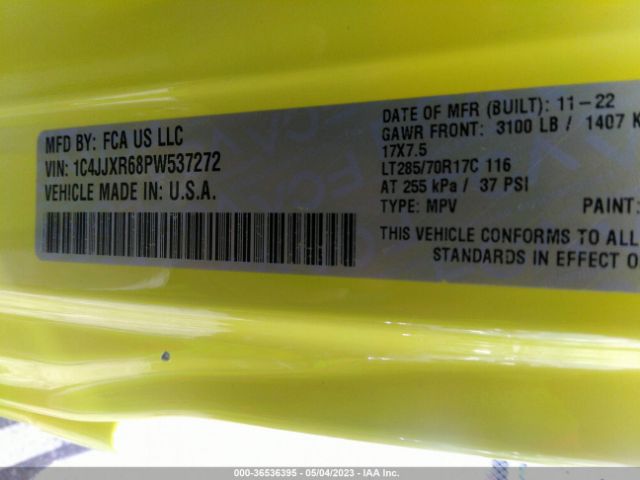 MFD BY: FCA US LLC
VIN: 1C4JJXR68PW537272
VEHICLE MADE IN: U.S.A.
DATE OF MFR (BUILT): 11-22
GAWR FRONT: 3100 LB / 1407 K
17X7.5
LT285/70R17C 116
AT 255 kPa / 37 PSI
TYPE: MPV PAINT:
THIS VEHICLE CONFORMS TO ALL
STANDARDS IN EFFECT O
000-36536395 - 05/04/2023 - IAA Inc.